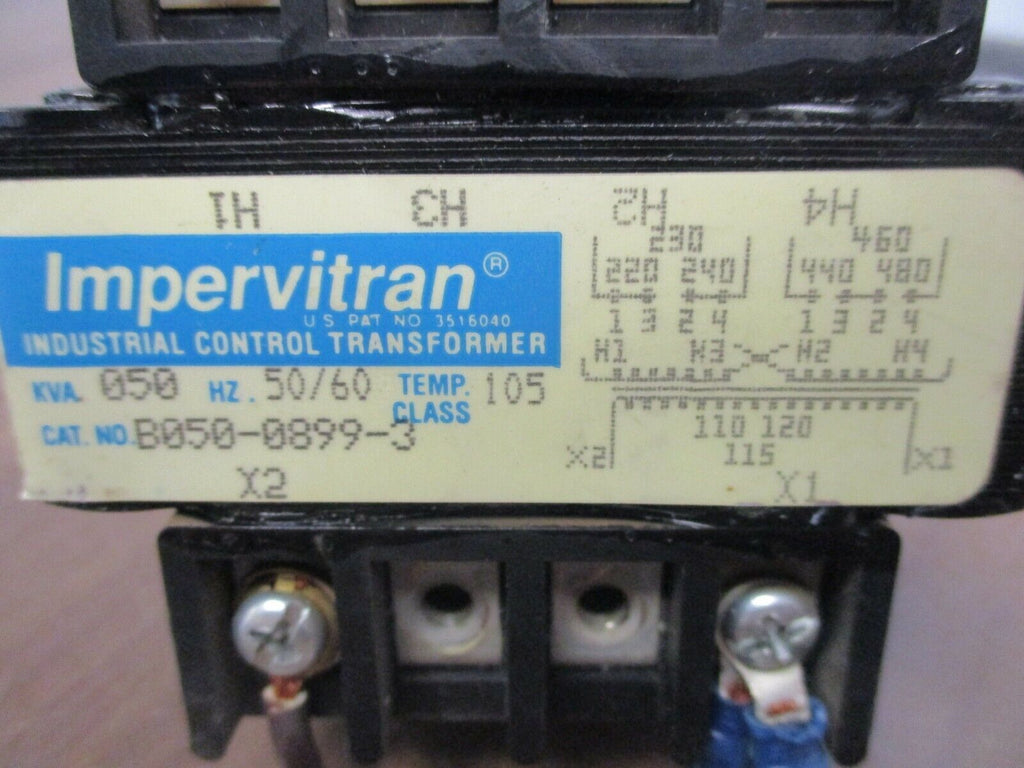 H1 H3 H2 H4
Impervitran®
U S PAT NO 3516040
INDUSTRIAL CONTROL TRANSFORMER
KVA. 050 HZ. 50/60 TEMP. CLASS 105
CAT. NO. B050-0899-3
X2 X1
230 460
220 240 440 480
1 3 2 4 1 3 2 4
H1 H3 H2 H4
110 120
X2 115 X1